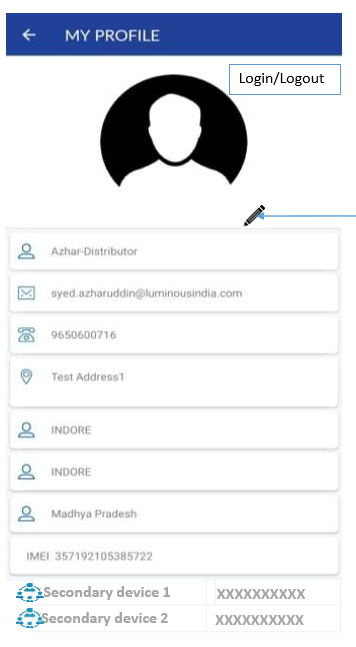 MY PROFILE
Login/Logout
Azhar-Distributor
syed.azharuddin@luminousindia.com
9650600716
Test Address1
INDORE
INDORE
Madhya Pradesh
IMEI 357192105385722
Secondary device 1 XXXXXXXXXX
Secondary device 2 XXXXXXXXXX